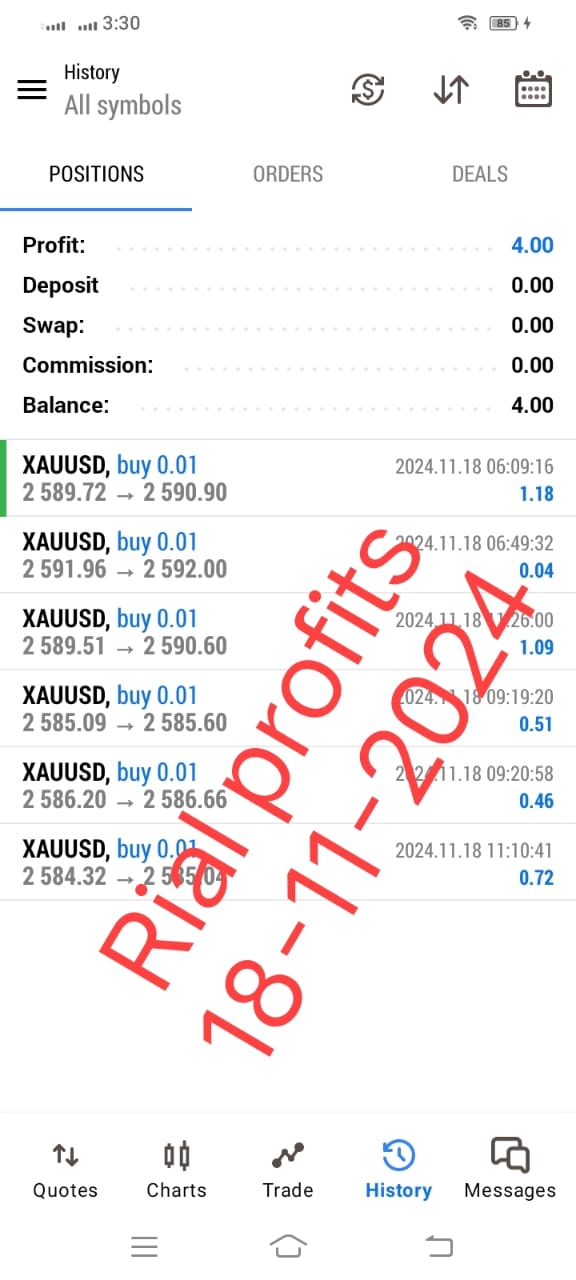 3:30
85
History
All symbols
POSITIONS ORDERS DEALS
Profit: 4.00
Deposit 0.00
Swap: 0.00
Commission: 0.00
Balance: 4.00
XAUUSD, buy 0.01 2024.11.18 06:09:16
2 589.72 → 2 590.90 1.18
XAUUSD, buy 0.01 2024.11.18 06:49:32
2 591.96 → 2 592.00 0.04
XAUUSD, buy 0.01 2024.11.18 11:26:00
2 589.51 → 2 590.60 1.09
XAUUSD, buy 0.01 2024.11.18 09:19:20
2 585.09 → 2 585.60 0.51
XAUUSD, buy 0.01 2024.11.18 09:20:58
2 586.20 → 2 586.66 0.46
XAUUSD, buy 0.01 2024.11.18 11:10:41
2 584.32 → 2 585.04 0.72
Rial profits
18-11-2024
Quotes Charts Trade History Messages